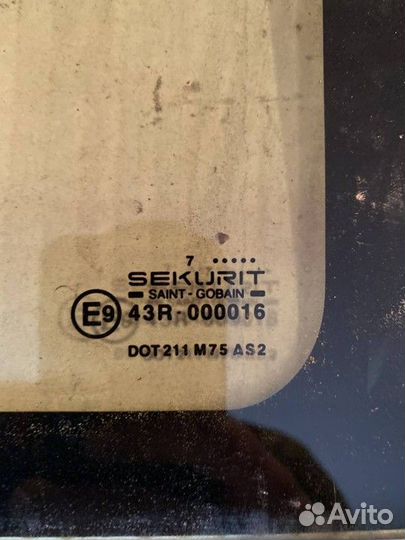 7 •••••
SEKURIT
SAINT-GOBAIN
E9 43R-000016
DOT211 M75 AS2
Avito